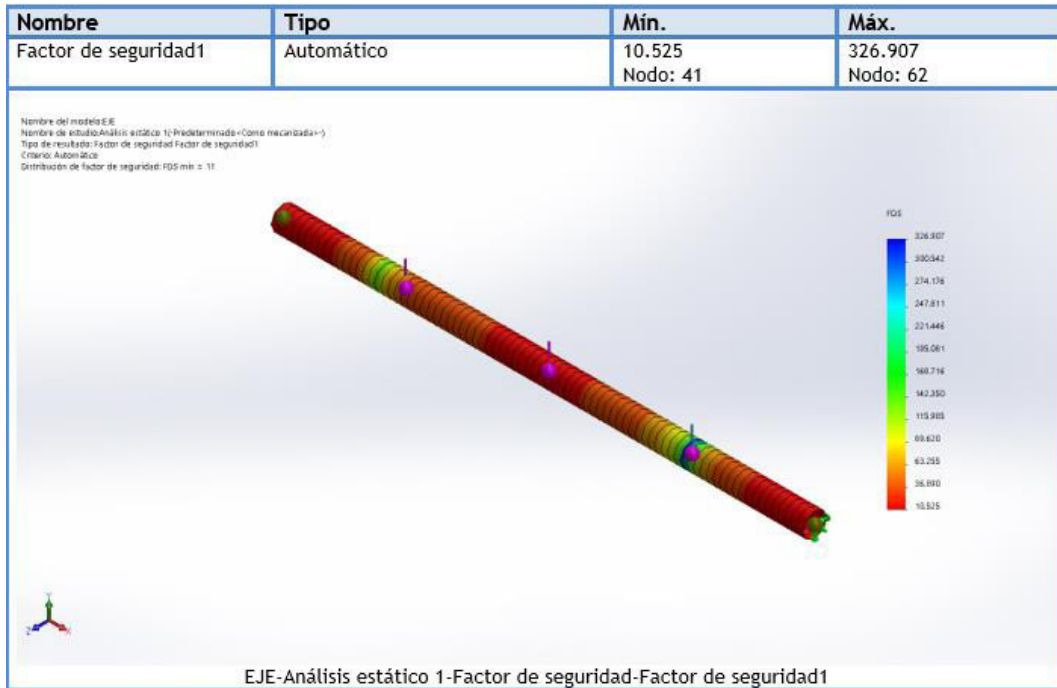 Nombre Tipo Mín. Máx.
Factor de seguridad1 Automático 10.525 326.907
Nodo: 41 Nodo: 62
Nombre del modelo:EJE
Nombre de estudio:Análisis estático 1(-Predeterminado<Como mecanizada>-)
Tipo de resultado: Factor de seguridad Factor de seguridad1
Criterio: Automático
Distribución de factor de seguridad: FDS mín = 11
FDS
326.907
300.542
274.176
247.811
221.446
195.081
168.716
142.350
115.985
89.620
63.255
36.890
10.525
Y
Z
X
EJE-Análisis estático 1-Factor de seguridad-Factor de seguridad1